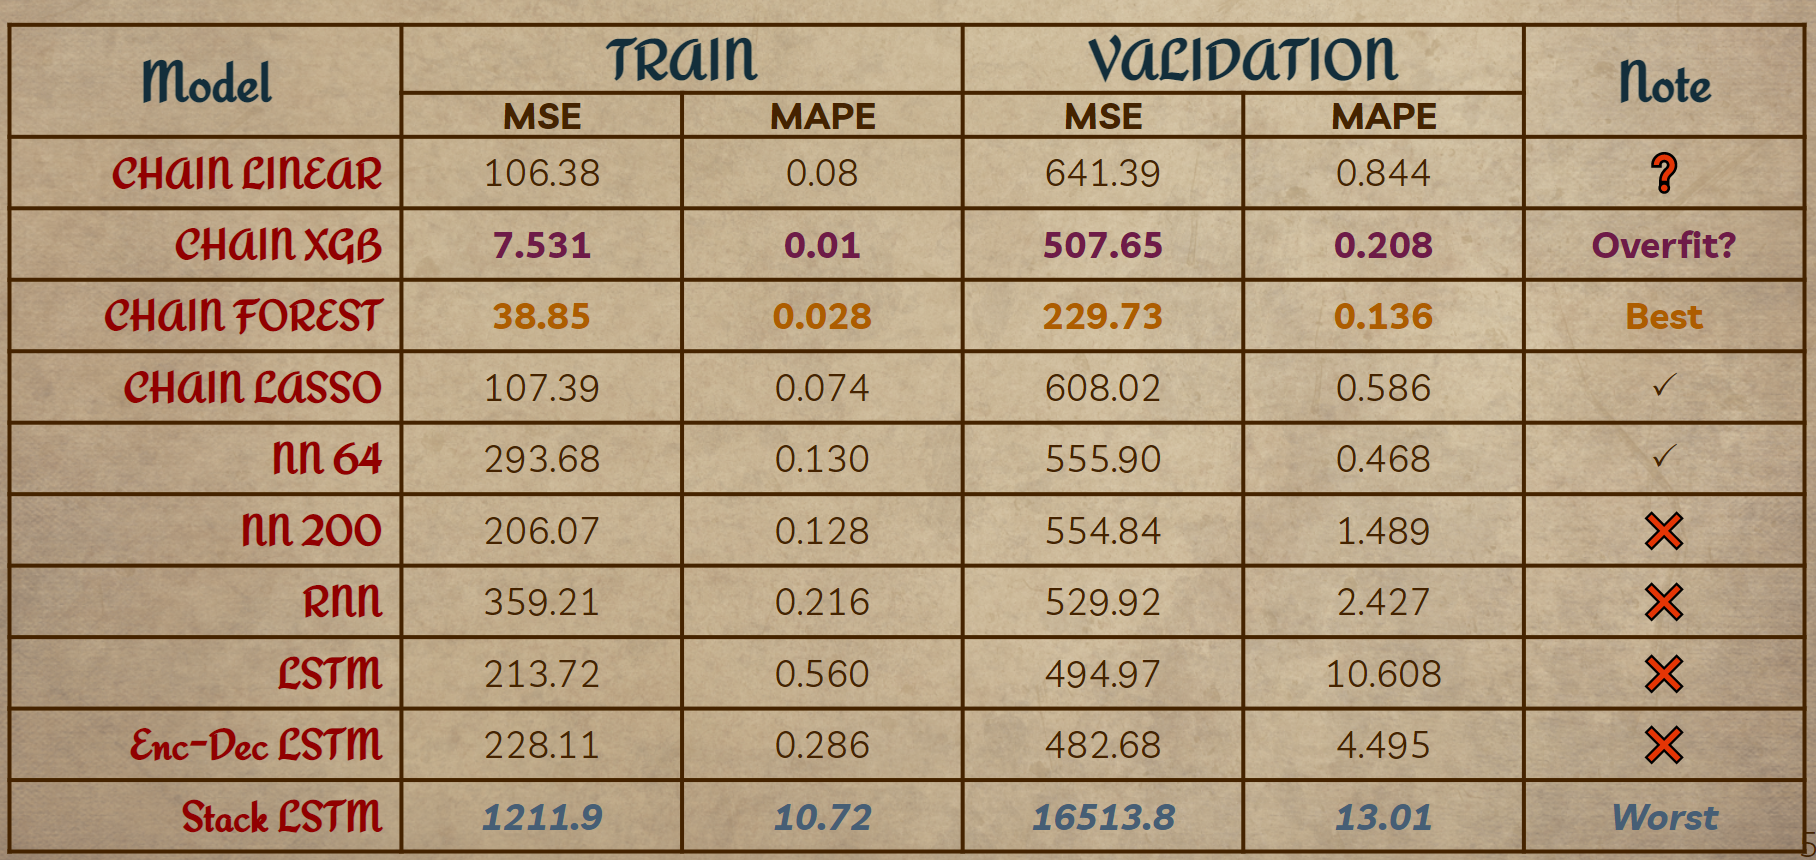 Model TRAIN VALIDATION Note
MSE MAPE MSE MAPE
CHAIN LINEAR 106.38 0.08 641.39 0.844 ?
CHAIN XGB 7.531 0.01 507.65 0.208 Overfit?
CHAIN FOREST 38.85 0.028 229.73 0.136 Best
CHAIN LASSO 107.39 0.074 608.02 0.586 ✓
NN 64 293.68 0.130 555.90 0.468 ✓
NN 200 206.07 0.128 554.84 1.489 ❌
RNN 359.21 0.216 529.92 2.427 ❌
LSTM 213.72 0.560 494.97 10.608 ❌
Enc-Dec LSTM 228.11 0.286 482.68 4.495 ❌
Stack LSTM 1211.9 10.72 16513.8 13.01 Worst